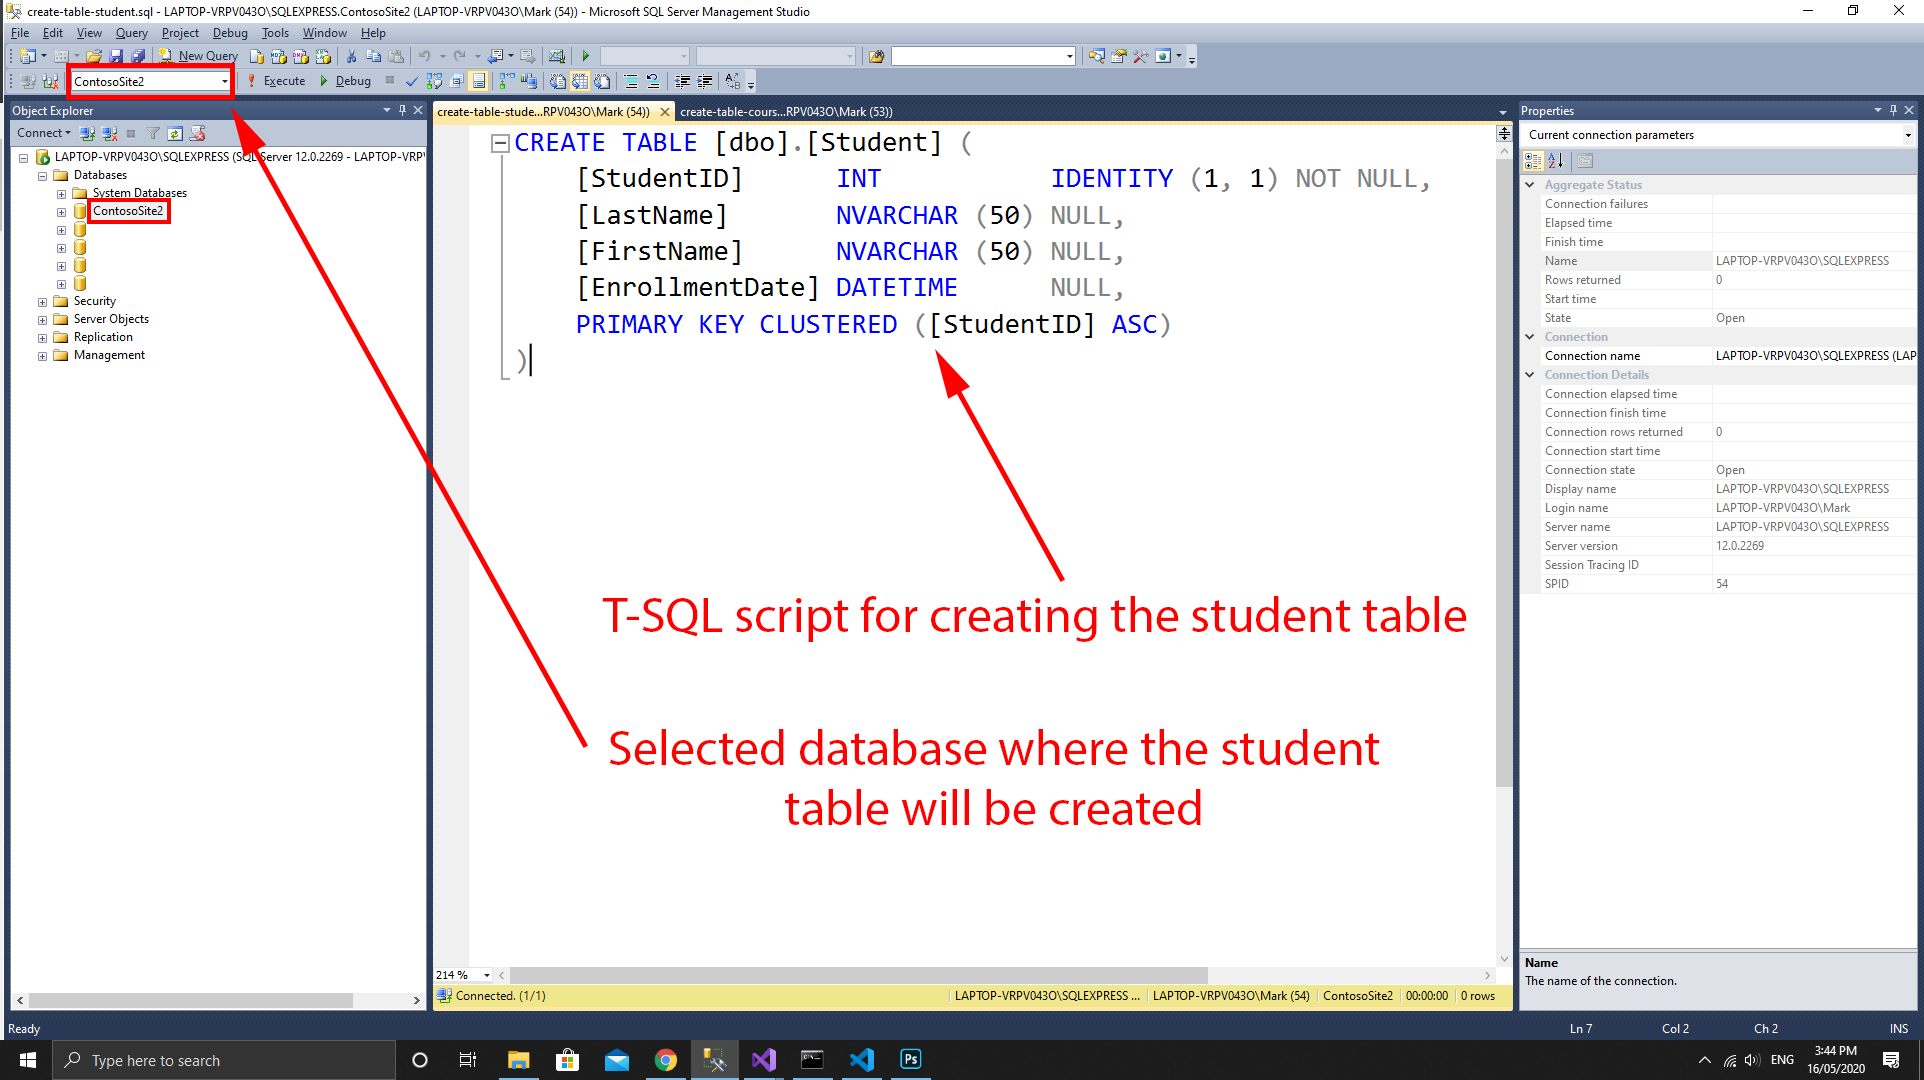 create-table-student.sql - LAPTOP-VRPV043O\SQLEXPRESS.ContosoSite2 (LAPTOP-VRPV043O\Mark (54)) - Microsoft SQL Server Management Studio
File Edit View Query Project Debug Tools Window Help
New Query
ContosoSite2 Execute Debug
Object Explorer
Connect
LAPTOP-VRPV043O\SQLEXPRESS (SQL Server 12.0.2269 - LAPTOP-VRP
Databases
System Databases
ContosoSite2
Security
Server Objects
Replication
Management
create-table-stude...RPV043O\Mark (54)) create-table-cours...RPV043O\Mark (53))
CREATE TABLE [dbo].[Student] (
[StudentID] INT IDENTITY (1, 1) NOT NULL,
[LastName] NVARCHAR (50) NULL,
[FirstName] NVARCHAR (50) NULL,
[EnrollmentDate] DATETIME NULL,
PRIMARY KEY CLUSTERED ([StudentID] ASC)
)
T-SQL script for creating the student table
Selected database where the student
table will be created
214 %
Connected. (1/1) LAPTOP-VRPV043O\SQLEXPRESS ... LAPTOP-VRPV043O\Mark (54) ContosoSite2 00:00:00 0 rows
Properties
Current connection parameters
Aggregate Status
Connection failures
Elapsed time
Finish time
Name LAPTOP-VRPV043O\SQLEXPRESS
Rows returned 0
Start time
State Open
Connection
Connection name LAPTOP-VRPV043O\SQLEXPRESS (LAP
Connection Details
Connection elapsed time
Connection finish time
Connection rows returned 0
Connection start time
Connection state Open
Display name LAPTOP-VRPV043O\SQLEXPRESS
Login name LAPTOP-VRPV043O\Mark
Server name LAPTOP-VRPV043O\SQLEXPRESS
Server version 12.0.2269
Session Tracing ID
SPID 54
Name
The name of the connection.
Ready Ln 7 Col 2 Ch 2 INS
Type here to search
Ps
ENG
3:44 PM
16/05/2020